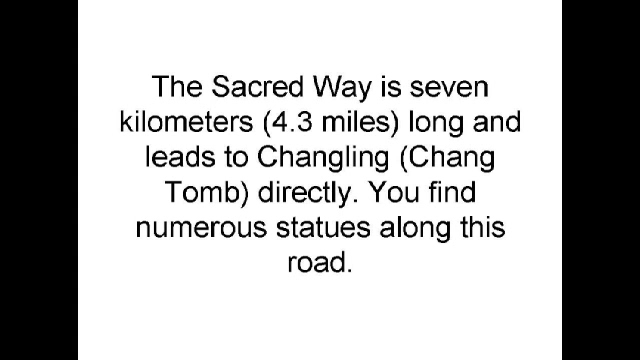 The Sacred Way is seven
kilometers (4.3 miles) long and
leads to Changling (Chang
Tomb) directly. You find
numerous statues along this
road.